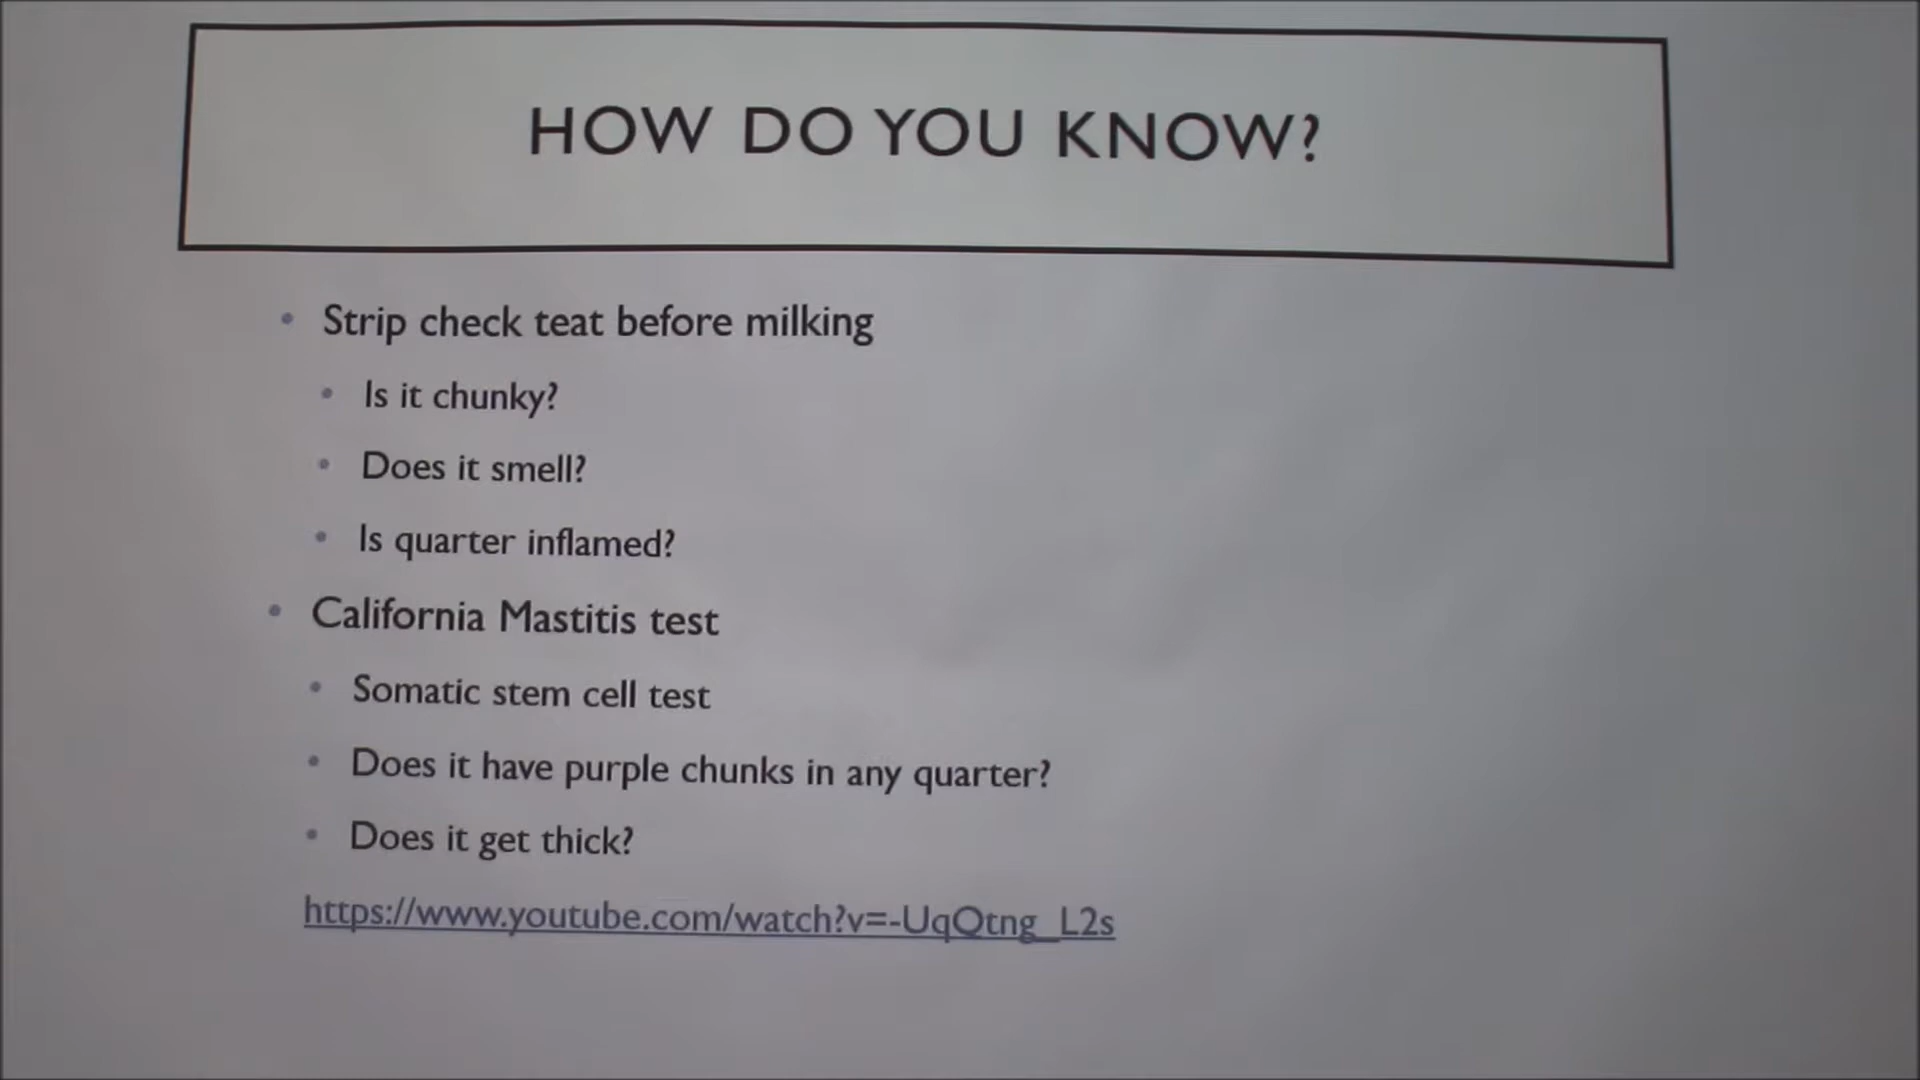 HOW DO YOU KNOW?
• Strip check teat before milking
• Is it chunky?
• Does it smell?
• Is quarter inflamed?
• California Mastitis test
• Somatic stem cell test
• Does it have purple chunks in any quarter?
• Does it get thick?
https://www.youtube.com/watch?v=-UqQtng_L2s